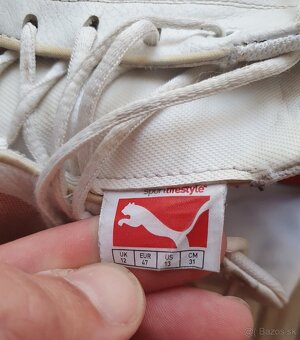 sportlifestyle®
UK EUR US CM
12 47 13 31
© Bazos.sk